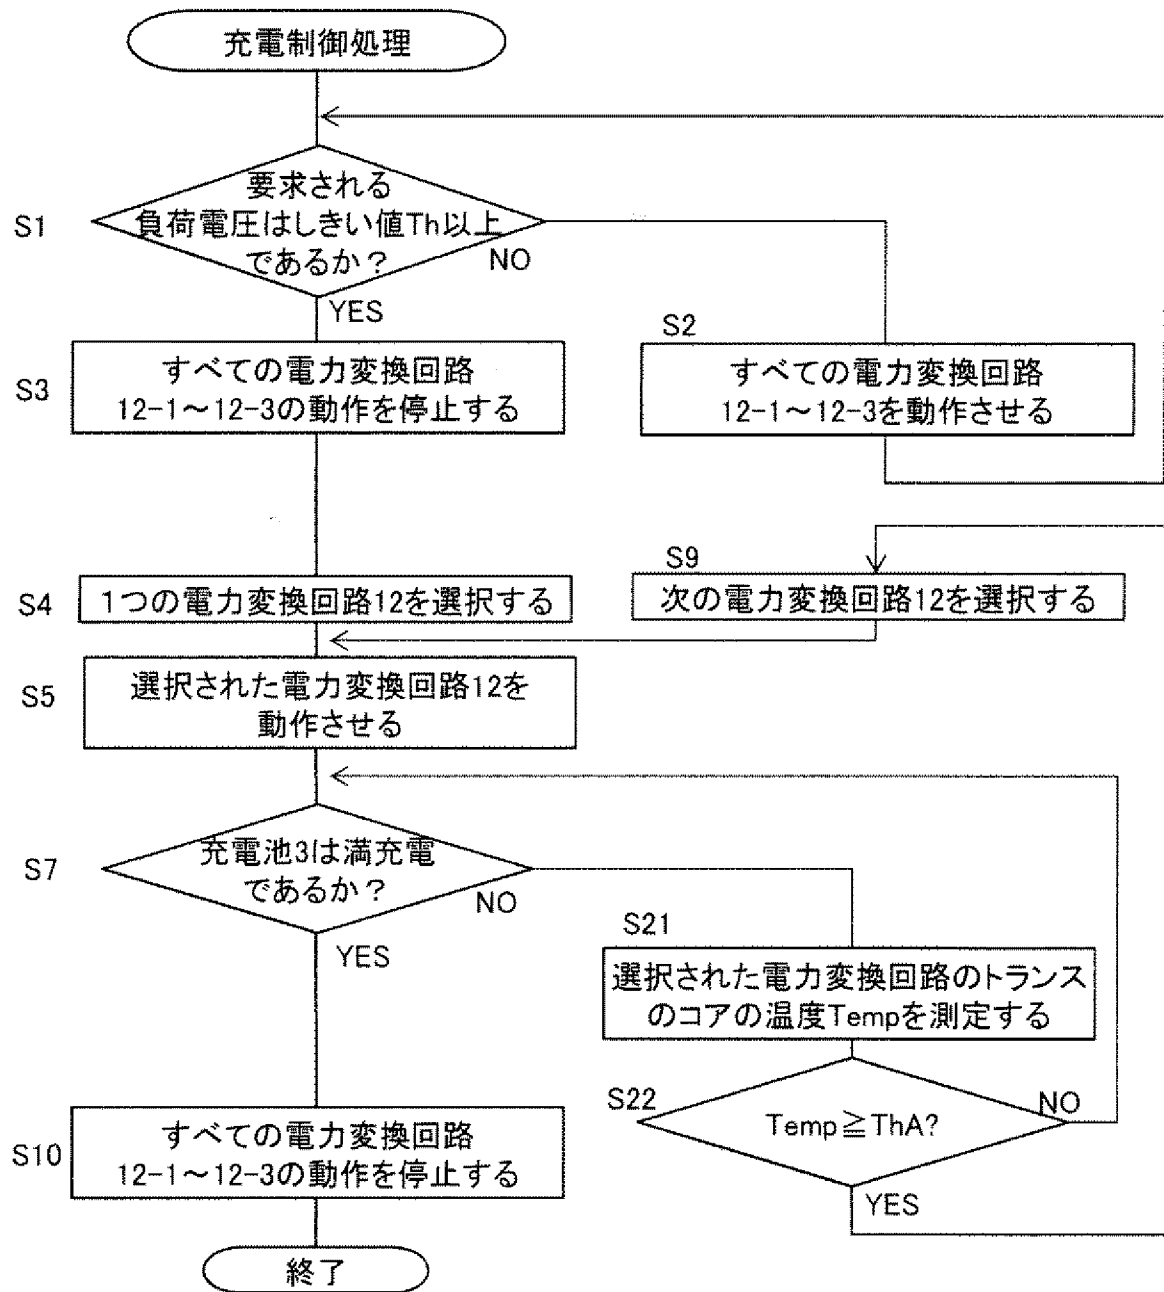 充電制御処理
S1
要求される
負荷電圧はしきい値Th以上
であるか？
NO
YES
S2
すべての電力変換回路
12-1～12-3を動作させる
S3
すべての電力変換回路
12-1～12-3の動作を停止する
S4
1つの電力変換回路12を選択する
S9
次の電力変換回路12を選択する
S5
選択された電力変換回路12を
動作させる
S7
充電池3は満充電
であるか？
NO
YES
S21
選択された電力変換回路のトランス
のコアの温度Tempを測定する
S22
Temp≧ThA?
NO
YES
S10
すべての電力変換回路
12-1～12-3の動作を停止する
終了